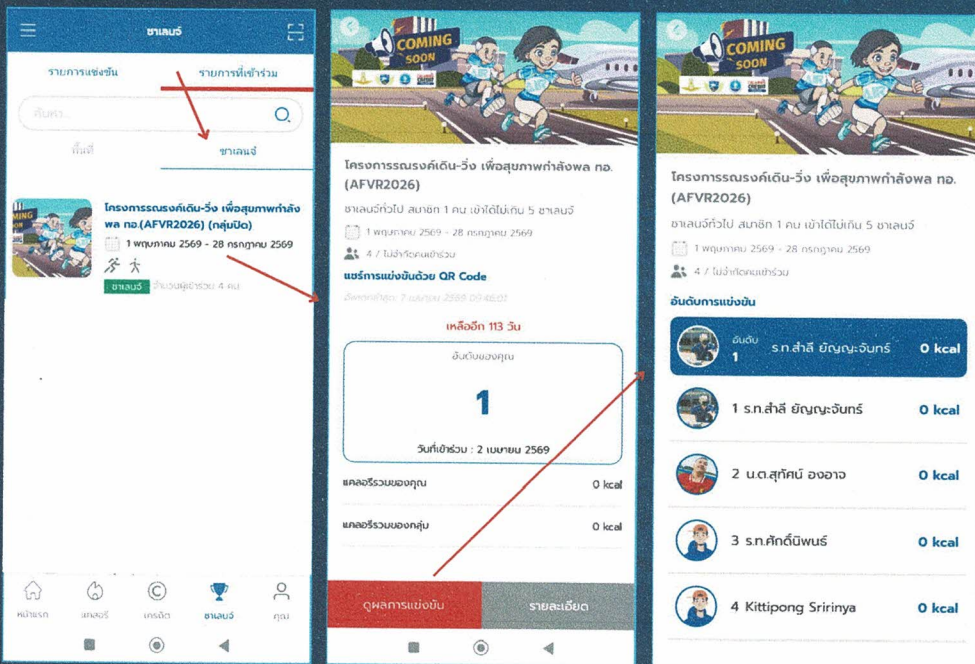 ชาเลนจ์
รายการแข่งขัน
รายการที่เข้าร่วม
ค้นหา...
พื้นที่
ชาเลนจ์
โครงการรณรงค์เดิน-วิ่ง เพื่อสุขภาพกำลัง
พล ทอ.(AFVR2026) (กลุ่มปิด)
1 พฤษภาคม 2569 - 28 กรกฎาคม 2569
ชาเลนจ์ จำนวนผู้เข้าร่วม 4 คน
หน้าแรก
แคลอรี
เครดิต
ชาเลนจ์
คุณ
COMING
SOON
โครงการรณรงค์เดิน-วิ่ง เพื่อสุขภาพกำลังพล ทอ.
(AFVR2026)
ชาเลนจ์ทั่วไป สมาชิก 1 คน เข้าได้ไม่เกิน 5 ชาเลนจ์
1 พฤษภาคม 2569 - 28 กรกฎาคม 2569
4 / ไม่จำกัดคนเข้าร่วม
แชร์การแข่งขันด้วย QR Code
อัพเดทล่าสุด: 7 เมษายน 2569 09:46:01
เหลืออีก 113 วัน
อันดับของคุณ
1
วันที่เข้าร่วม : 2 เมษายน 2569
แคลอรีรวมของคุณ 0 kcal
แคลอรีรวมของกลุ่ม 0 kcal
ดูผลการแข่งขัน
รายละเอียด
COMING
SOON
โครงการรณรงค์เดิน-วิ่ง เพื่อสุขภาพกำลังพล ทอ.
(AFVR2026)
ชาเลนจ์ทั่วไป สมาชิก 1 คน เข้าได้ไม่เกิน 5 ชาเลนจ์
1 พฤษภาคม 2569 - 28 กรกฎาคม 2569
4 / ไม่จำกัดคนเข้าร่วม
อันดับการแข่งขัน
อันดับ
1 ร.ท.สำลี ยัญญะจันทร์ 0 kcal
1 ร.ท.สำลี ยัญญะจันทร์ 0 kcal
2 น.ต.สุทัศน์ องอาจ 0 kcal
3 ร.ท.ศักดิ์นิพนธ์ 0 kcal
4 Kittipong Sririnya 0 kcal